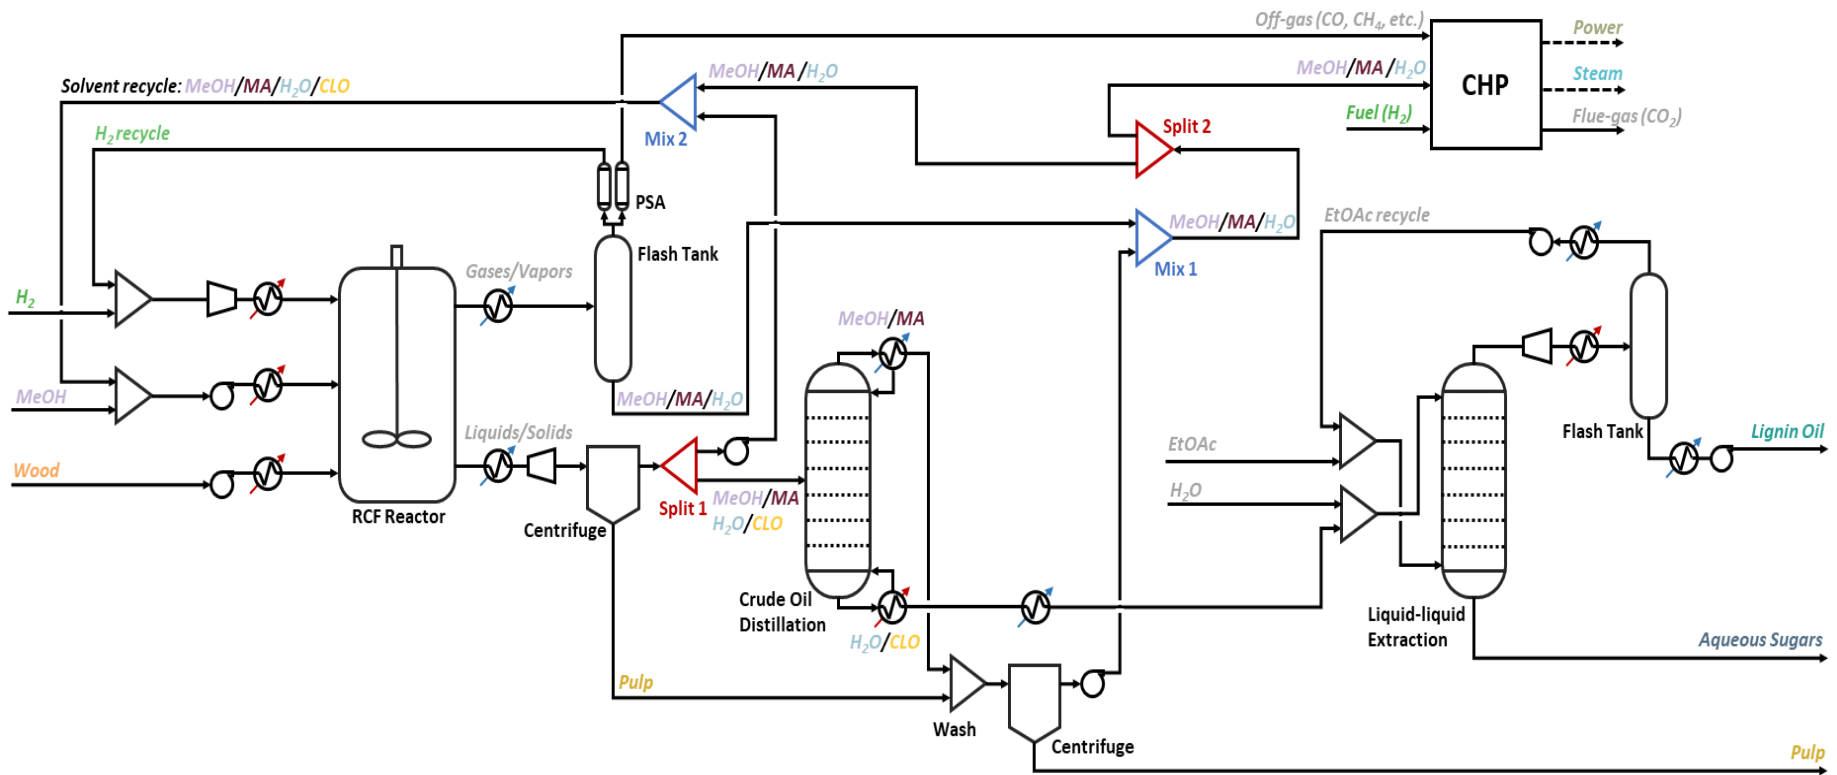 Off-gas (CO, CH4, etc.)
Power
MeOH/MA/H2O
MeOH/MA/H2O
CHP
Steam
Solvent recycle: MeOH/MA/H2O/CLO
Fuel (H2)
Flue-gas (CO2)
H2 recycle
Mix 2
Split 2
PSA
EtOAc recycle
MeOH/MA/H2O
Flash Tank
Mix 1
Gases/Vapors
H2
MeOH/MA
MeOH
MeOH/MA/H2O
Liquids/Solids
Flash Tank
Lignin Oil
EtOAc
Wood
H2O
MeOH/MA
Split 1
RCF Reactor
H2O/CLO
Centrifuge
Crude Oil
Distillation
Liquid-liquid
Extraction
H2O/CLO
Aqueous Sugars
Pulp
Wash
Centrifuge
Pulp